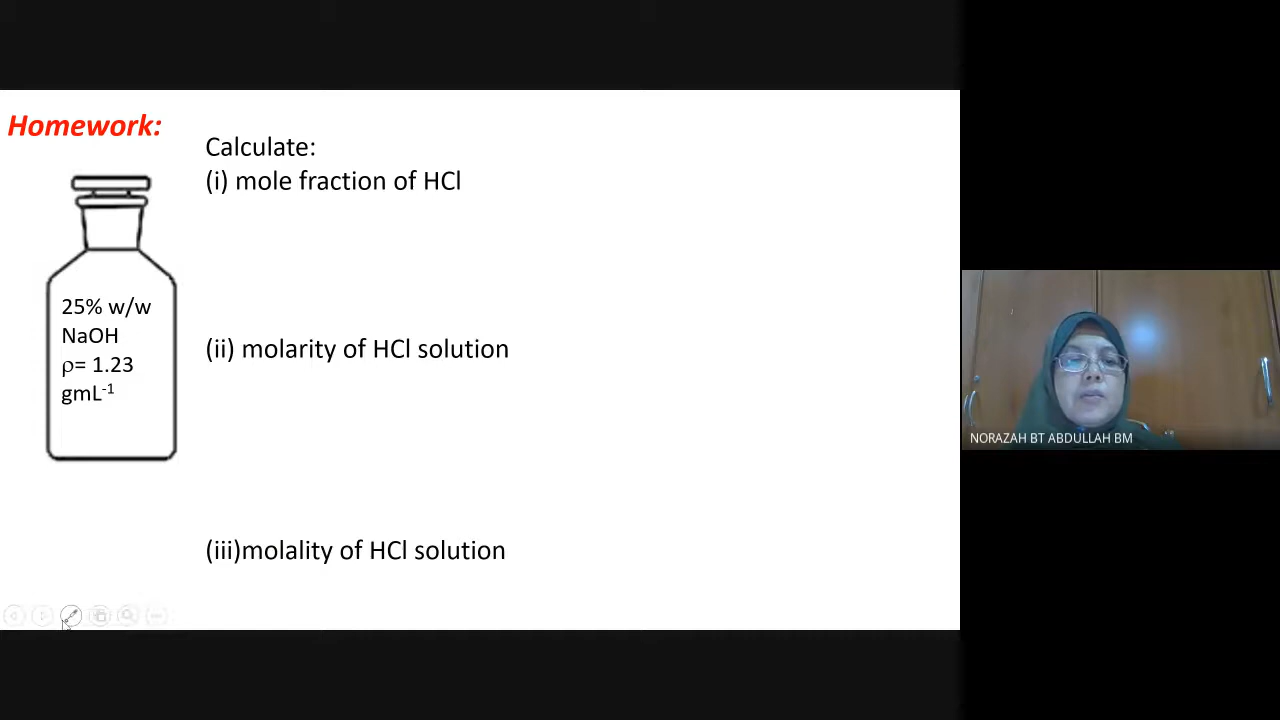 Homework:
Calculate:
(i) mole fraction of HCl
25% w/w
NaOH
ρ= 1.23
gmL⁻¹
(ii) molarity of HCl solution
(iii)molality of HCl solution
NORAZAH BT ABDULLAH BM